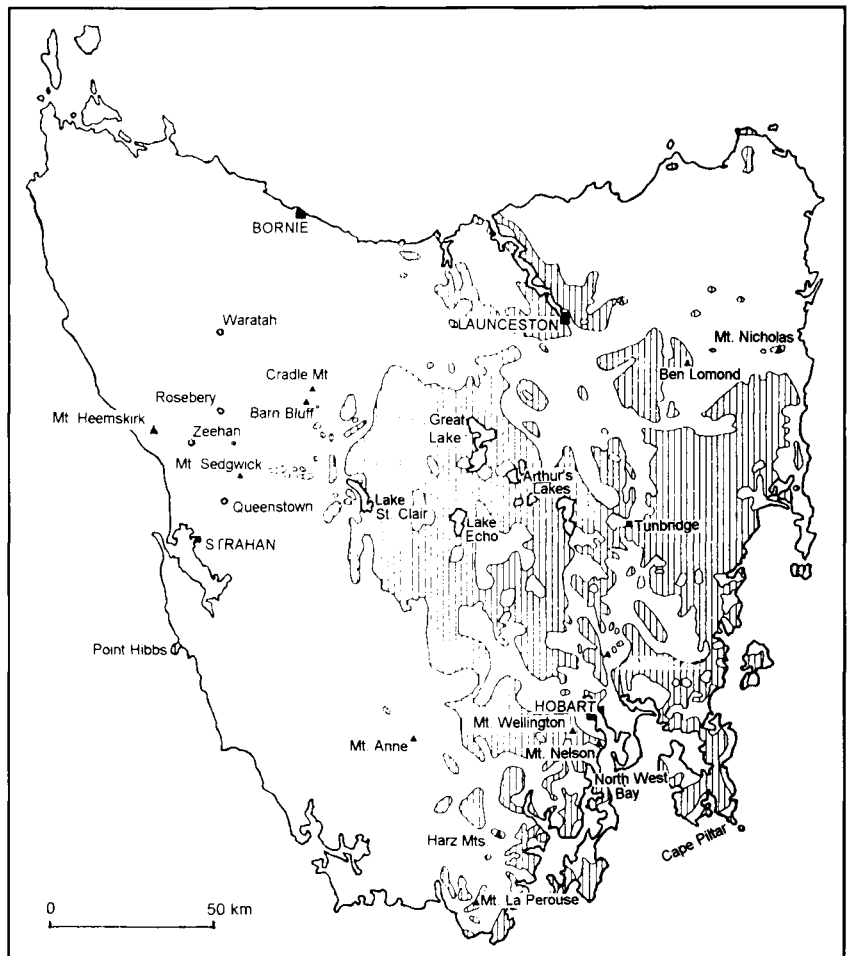 BORNIE
LAUNCESTON
Waratah
Mt. Nicholas
Ben Lomond
Cradle Mt
Rosebery
Barn Bluff
Mt Heemskirk
Zeehan
Great
Lake
Mt Sedgwick
Arthur's
Lakes
Queenstown
Lake
St. Clair
Lake
Echo
Tunbridge
STRAHAN
Point Hibbs
HOBART
Mt. Wellington
Mt. Anne
Mt. Nelson
North West
Bay
Harz Mts.
Cape Piltar
Mt. La Perouse
0 50 km